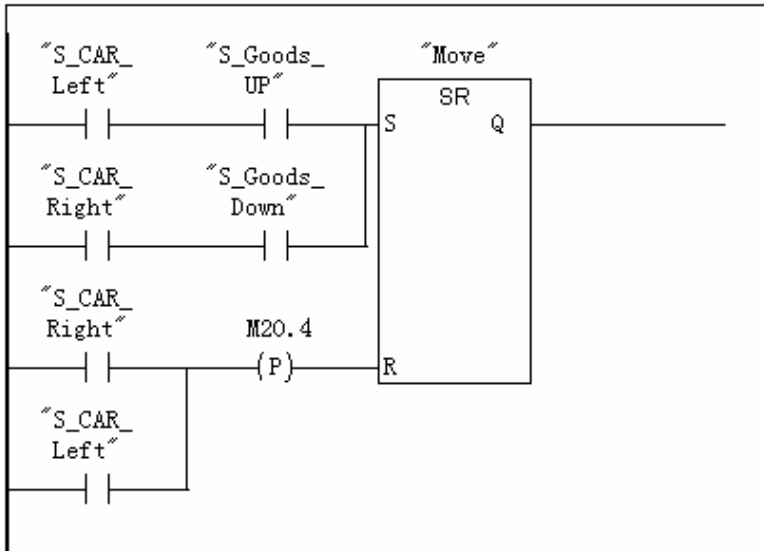 "S_CAR_
Left"
"S_Goods_
UP"
"Move"
SR
S
Q
"S_CAR_
Right"
"S_Goods_
Down"
"S_CAR_
Right"
M20.4
(P)
R
"S_CAR_
Left"